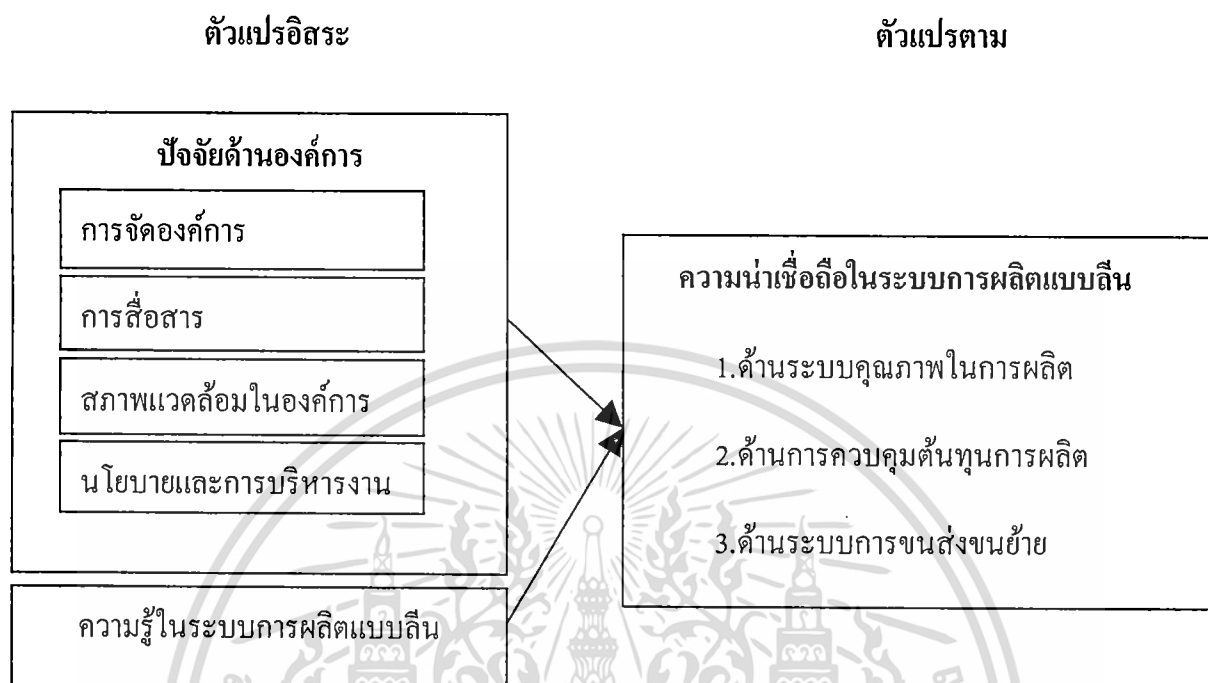 ตัวแปรอิสระ
ตัวแปรตาม
ปัจจัยด้านองค์การ
การจัดองค์การ
การสื่อสาร
สภาพแวดล้อมในองค์การ
นโยบายและการบริหารงาน
ความรู้ในระบบการผลิตแบบลีน
ความน่าเชื่อถือในระบบการผลิตแบบลีน
1.ด้านระบบคุณภาพในการผลิต
2.ด้านการควบคุมต้นทุนการผลิต
3.ด้านระบบการขนส่งขนย้าย